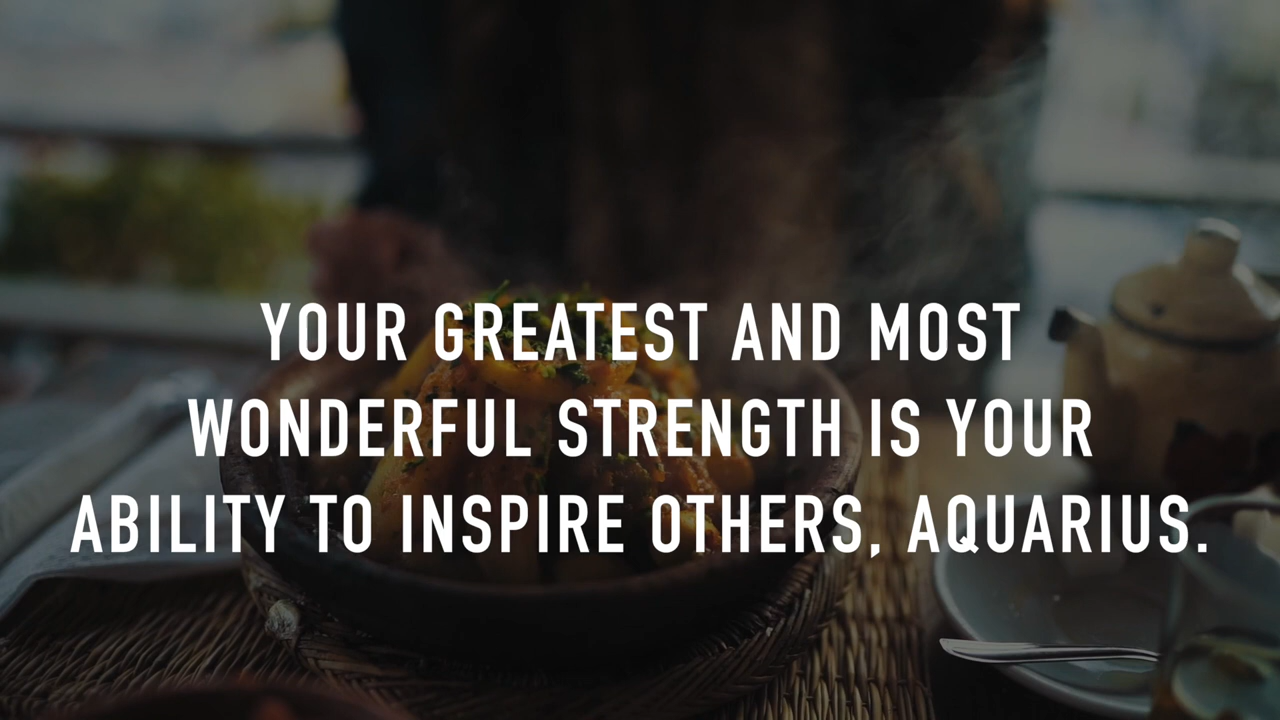 YOUR GREATEST AND MOST
WONDERFUL STRENGTH IS YOUR
ABILITY TO INSPIRE OTHERS, AQUARIUS.